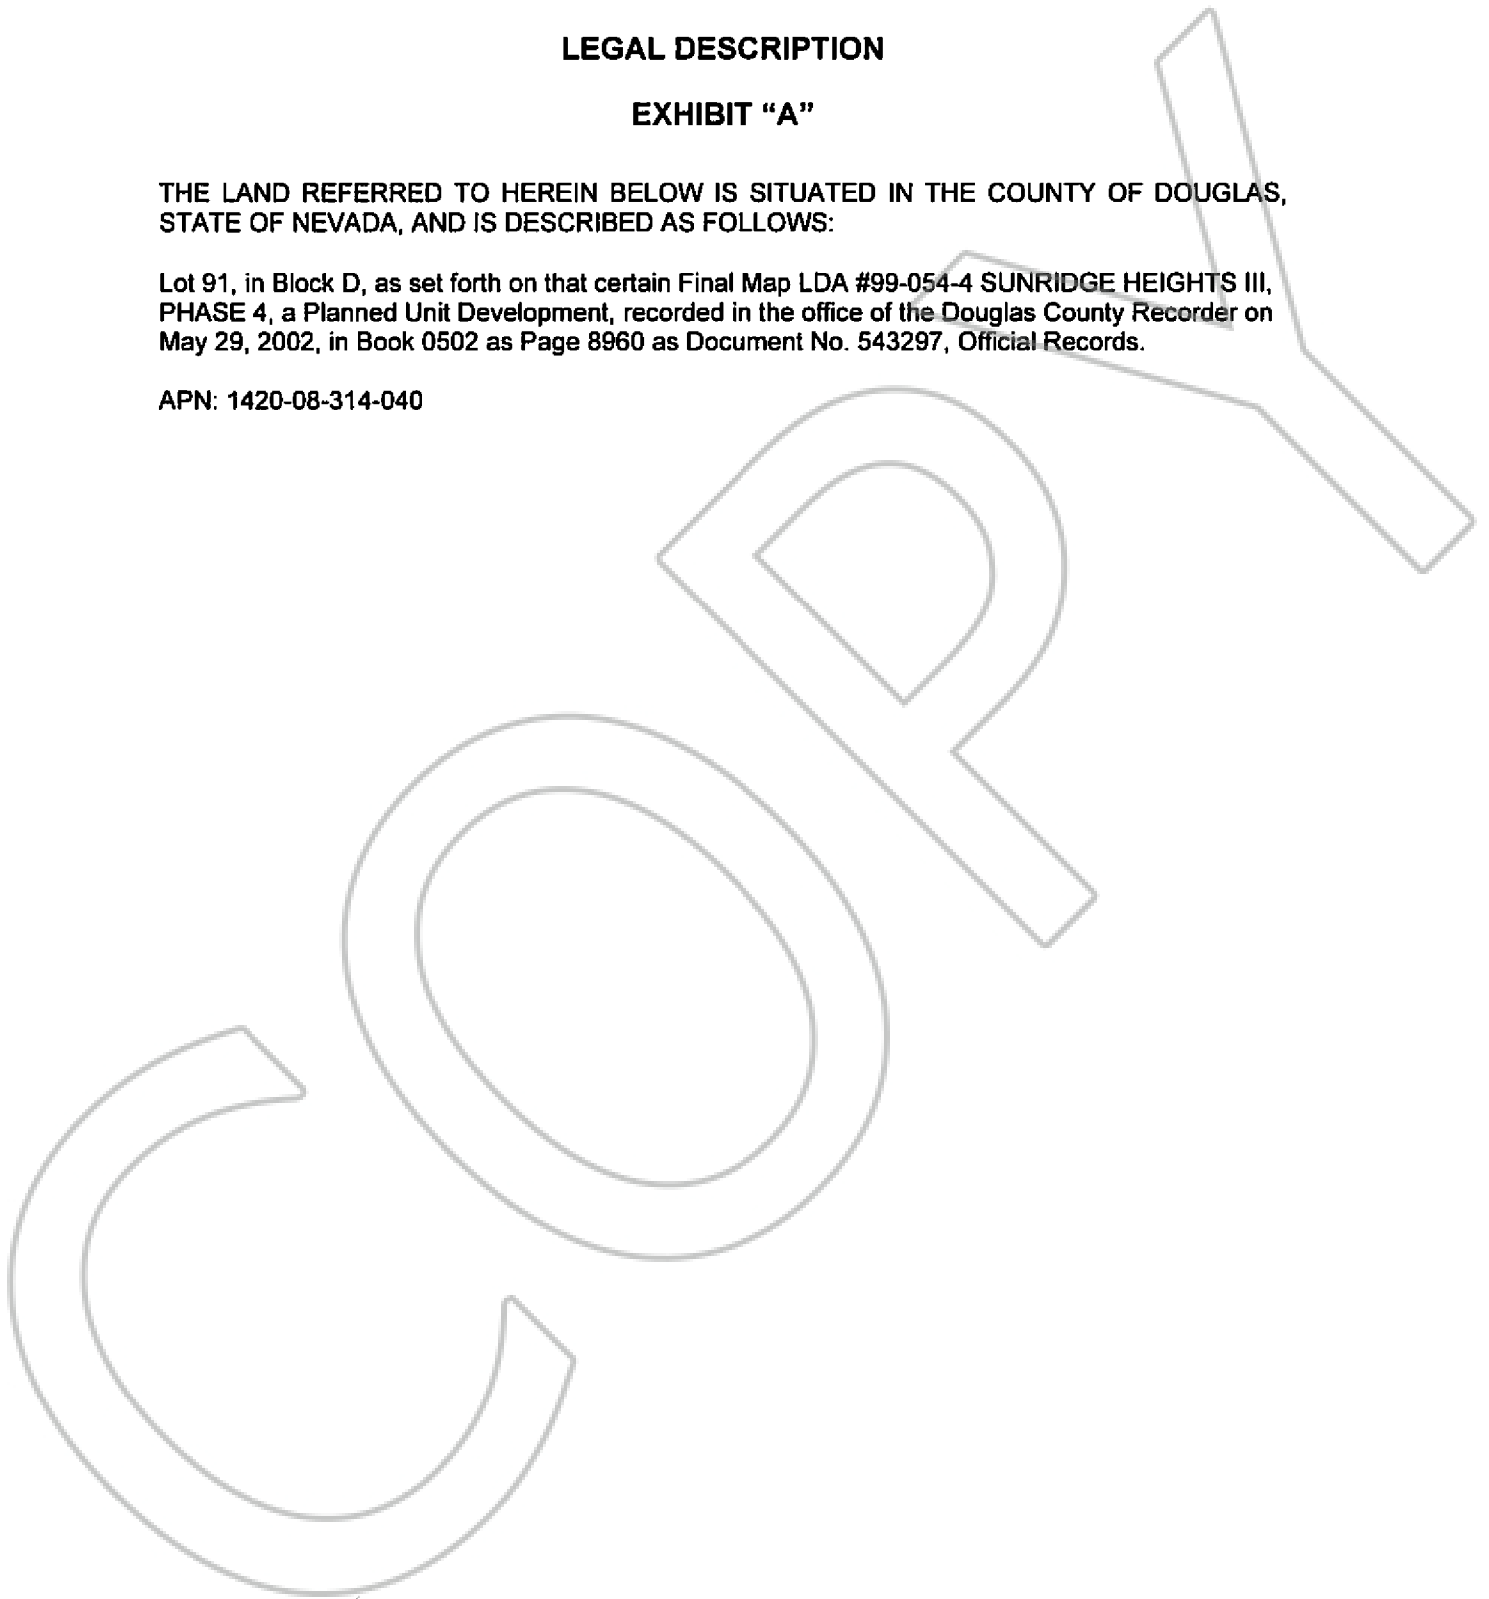 LEGAL DESCRIPTION
EXHIBIT “A”
THE LAND REFERRED TO HEREIN BELOW IS SITUATED IN THE COUNTY OF DOUGLAS,
STATE OF NEVADA, AND IS DESCRIBED AS FOLLOWS:
Lot 91, in Block D, as set forth on that certain Final Map LDA #99-054-4 SUNRIDGE HEIGHTS III,
PHASE 4, a Planned Unit Development, recorded in the office of the Douglas County Recorder on
May 29, 2002, in Book 0502 as Page 8960 as Document No. 543297, Official Records.
APN: 1420-08-314-040
COPY